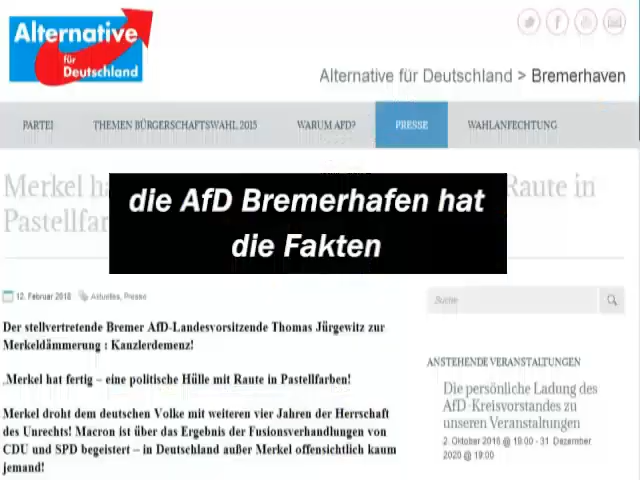 Alternative
für
Deutschland
Alternative für Deutschland > Bremerhaven
PARTEI
THEMEN BÜRGERSCHAFTSWAHL 2015
WARUM AFD?
PRESSE
WAHLANFECHTUNG
Merkel ha
Raute in
Pastellfar
die AfD Bremerhafen hat
die Fakten
12. Februar 2018
Aktuelles, Presse
Der stellvertretende Bremer AfD-Landesvorsitzende Thomas Jürgewitz zur
Merkeldämmerung : Kanzlerdemenz!
„Merkel hat fertig – eine politische Hülle mit Raute in Pastellfarben!
Merkel droht dem deutschen Volke mit weiteren vier Jahren der Herrschaft
des Unrechts! Macron ist über das Ergebnis der Fusionsverhandlungen von
CDU und SPD begeistert – in Deutschland außer Merkel offensichtlich kaum
jemand!
Suche
ANSTEHENDE VERANSTALTUNGEN
Die persönliche Ladung des
AfD-Kreisvorstandes zu
unseren Veranstaltungen
2. Oktober 2016 @ 19:00 - 31. Dezember
2020 @ 19:00